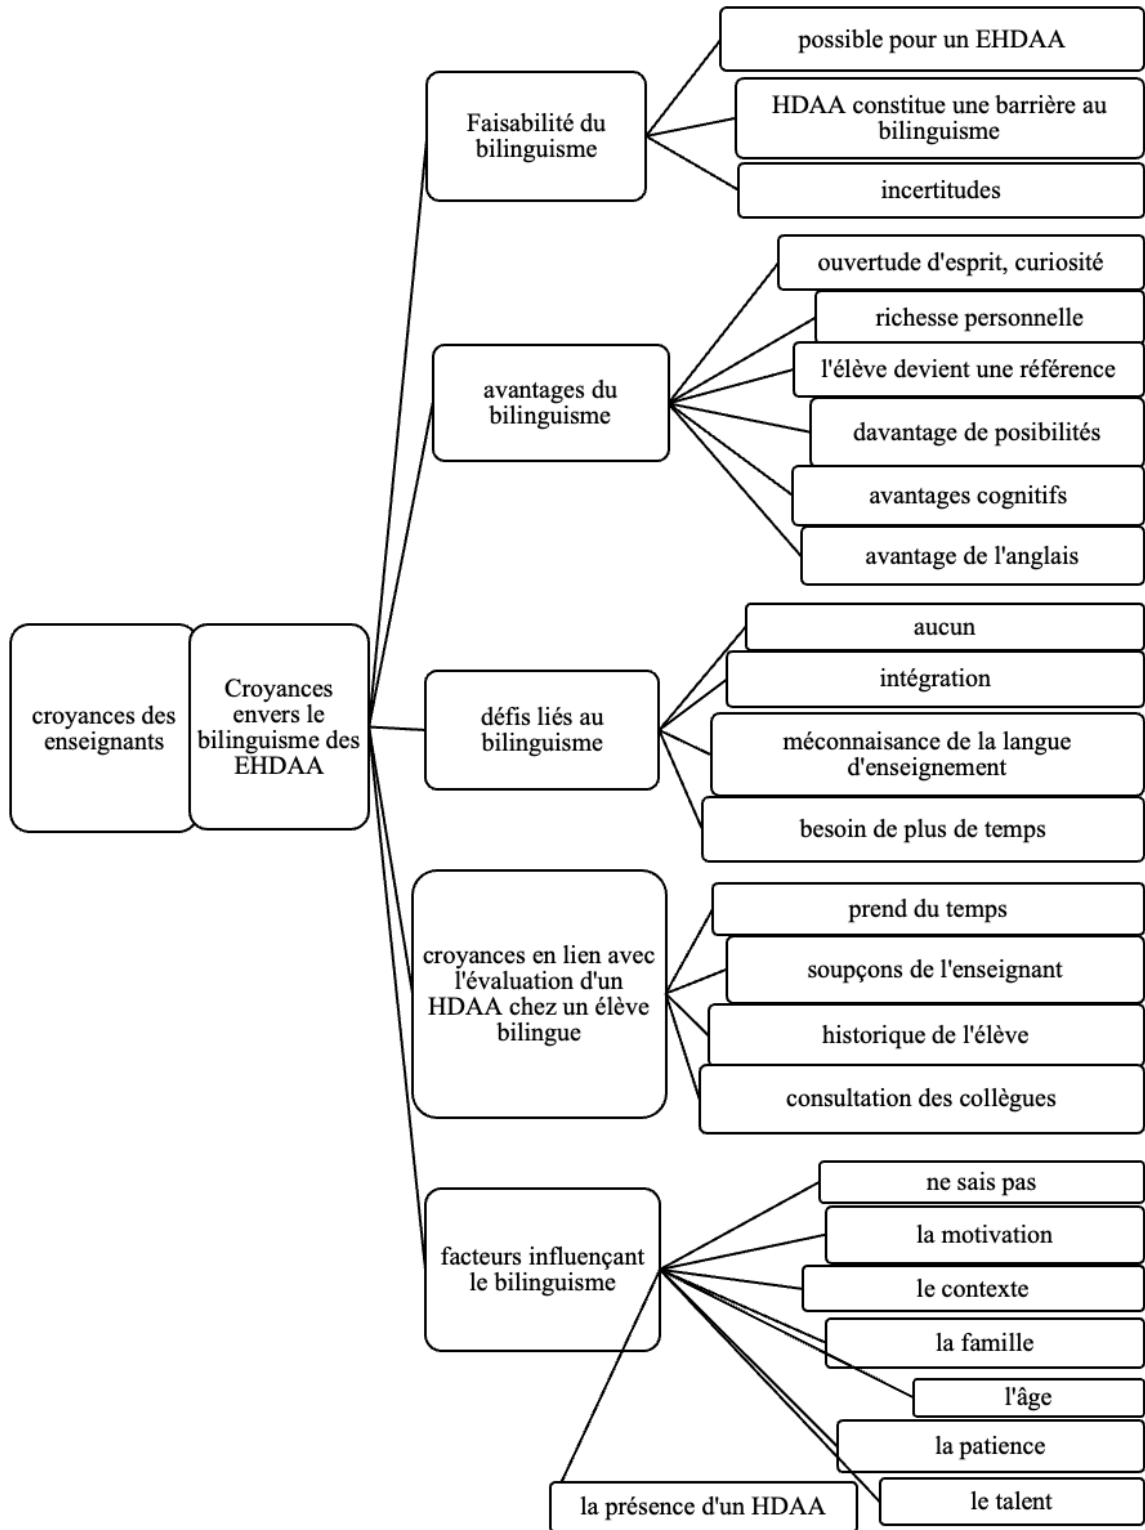 croyances des
enseignants
Croyances
envers le
bilinguisme des
EHDAA
Faisabilité du
bilinguisme
possible pour un EHDAA
HDAA constitue une barrière au
bilinguisme
incertitudes
avantages du
bilinguisme
ouvertude d'esprit, curiosité
richesse personnelle
l'élève devient une référence
davantage de posibilités
avantages cognitifs
avantage de l'anglais
défis liés au
bilinguisme
aucun
intégration
méconnaisance de la langue
d'enseignement
besoin de plus de temps
croyances en lien avec
l'évaluation d'un
HDAA chez un élève
bilingue
prend du temps
soupçons de l'enseignant
historique de l'élève
consultation des collègues
facteurs influençant
le bilinguisme
ne sais pas
la motivation
le contexte
la famille
l'âge
la patience
le talent
la présence d'un HDAA